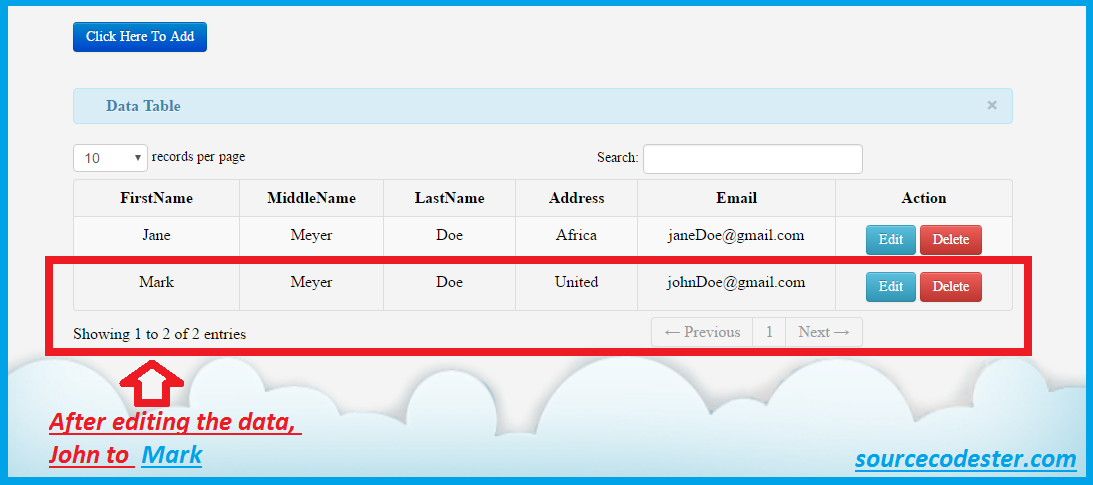 Click Here To Add
Data Table ×
10 records per page Search:
FirstName MiddleName LastName Address Email Action
Jane Meyer Doe Africa janeDoe@gmail.com Edit Delete
Mark Meyer Doe United johnDoe@gmail.com Edit Delete
Showing 1 to 2 of 2 entries ← Previous 1 Next →
After editing the data,
John to Mark
sourcecodester.com